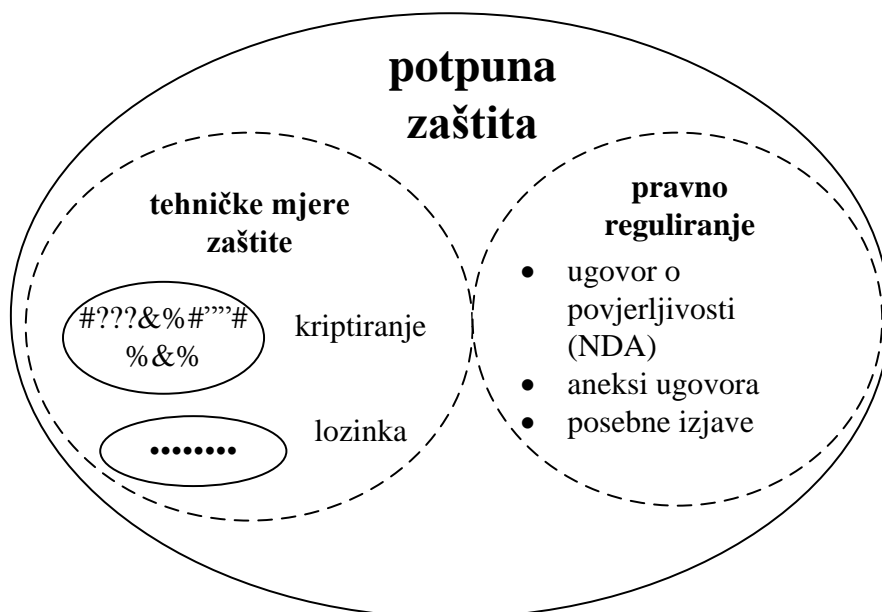 potpuna
zaštita
tehničke mjere
zaštite
#???&%#””#
%&%
kriptiranje
••••••••
lozinka
pravno
reguliranje
• ugovor o
povjerljivosti
(NDA)
• aneksi ugovora
• posebne izjave